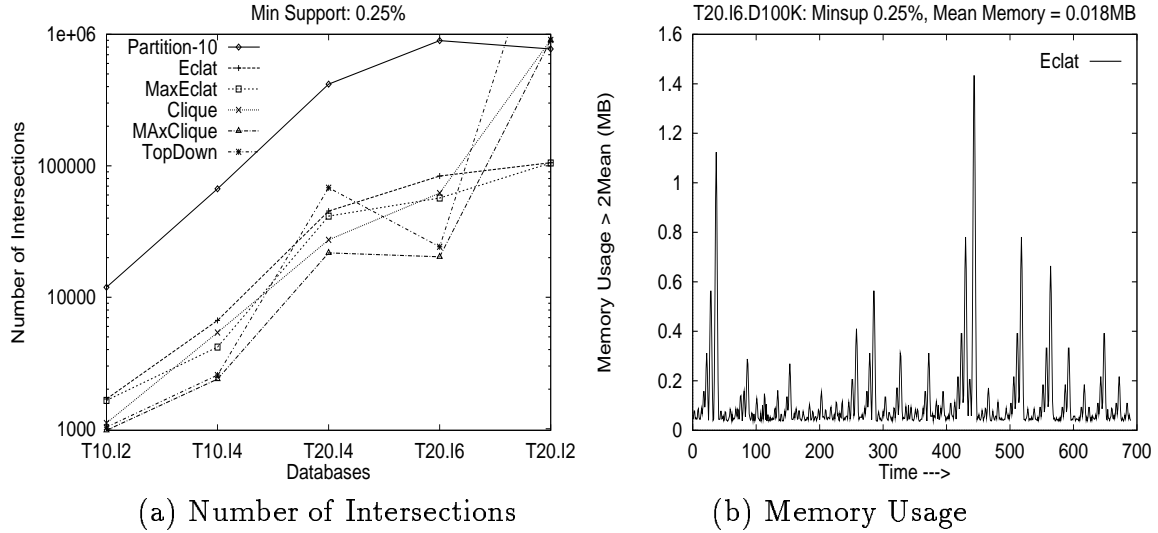 Min Support: 0.25%
1e+06
100000
10000
1000
Number of Intersections
Partition-10
Eclat
MaxEclat
Clique
MAxClique
TopDown
T10.I2 T10.I4 T20.I4 T20.I6 T20.I2
Databases
(a) Number of Intersections
T20.I6.D100K: Minsup 0.25%, Mean Memory = 0.018MB
1.6
1.4
1.2
1
0.8
0.6
0.4
0.2
0
Memory Usage > 2Mean (MB)
Eclat
0 100 200 300 400 500 600 700
Time --->
(b) Memory Usage